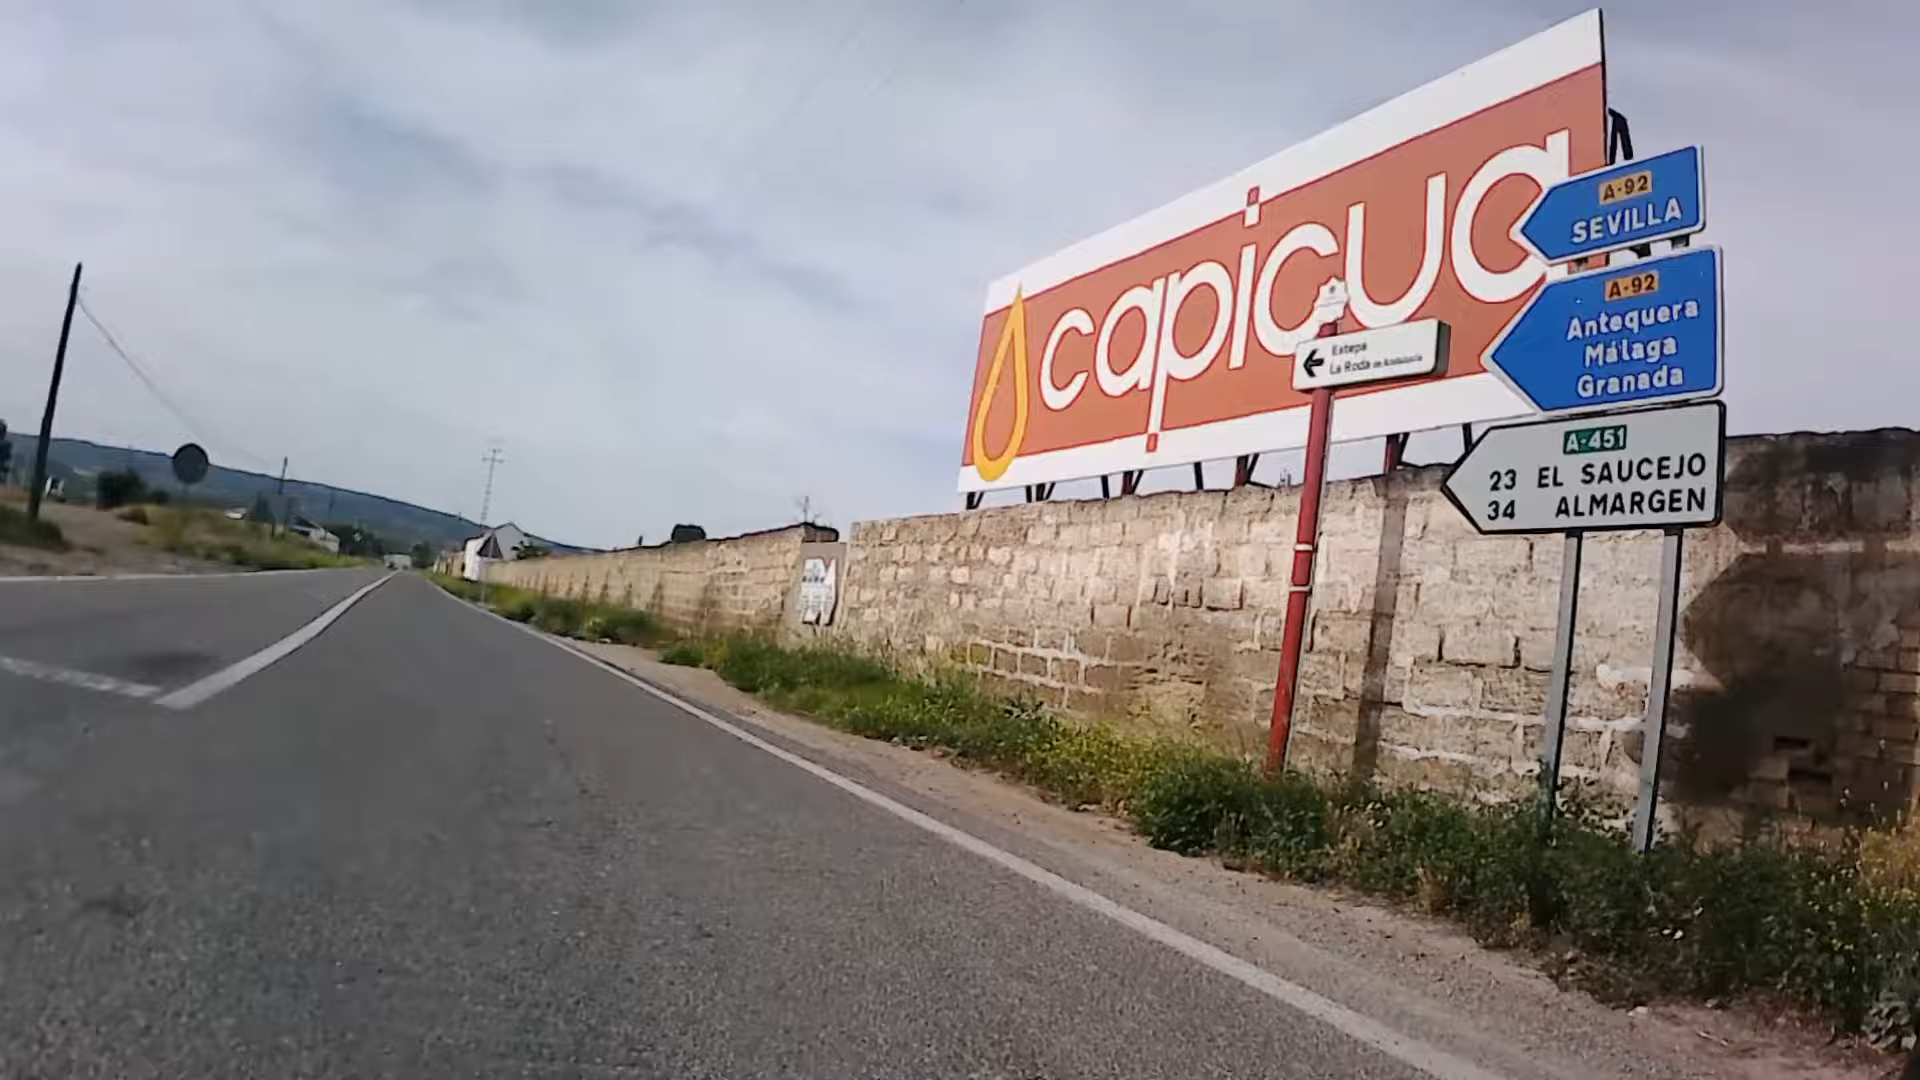 capicua
A-92
SEVILLA
A-92
Antequera
Málaga
Granada
Estepa
La Roda de Andalucía
A-451
23 EL SAUCEJO
34 ALMARGEN